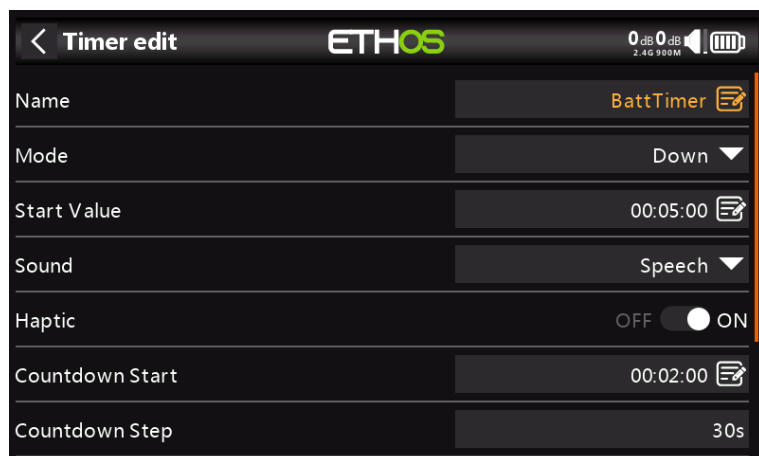 Timer edit ETHOS 0dB 0dB
2.4G 900M
Name BattTimer
Mode Down
Start Value 00:05:00
Sound Speech
Haptic OFF ON
Countdown Start 00:02:00
Countdown Step 30s